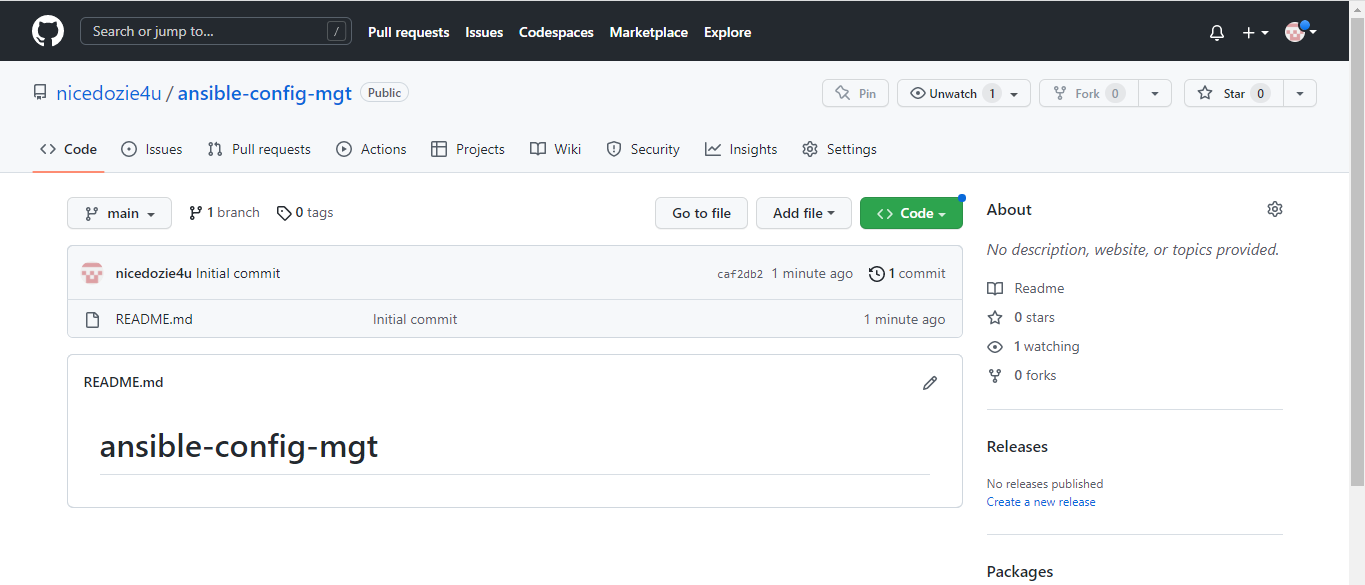 Search or jump to... /
Pull requests Issues Codespaces Marketplace Explore
nicedozie4u / ansible-config-mgt Public
Pin Unwatch 1 Fork 0 Star 0
Code Issues Pull requests Actions Projects Wiki Security Insights Settings
main 1 branch 0 tags Go to file Add file Code
nicedozie4u Initial commit caf2db2 1 minute ago 1 commit
README.md Initial commit 1 minute ago
README.md
ansible-config-mgt
About
No description, website, or topics provided.
Readme
0 stars
1 watching
0 forks
Releases
No releases published
Create a new release
Packages